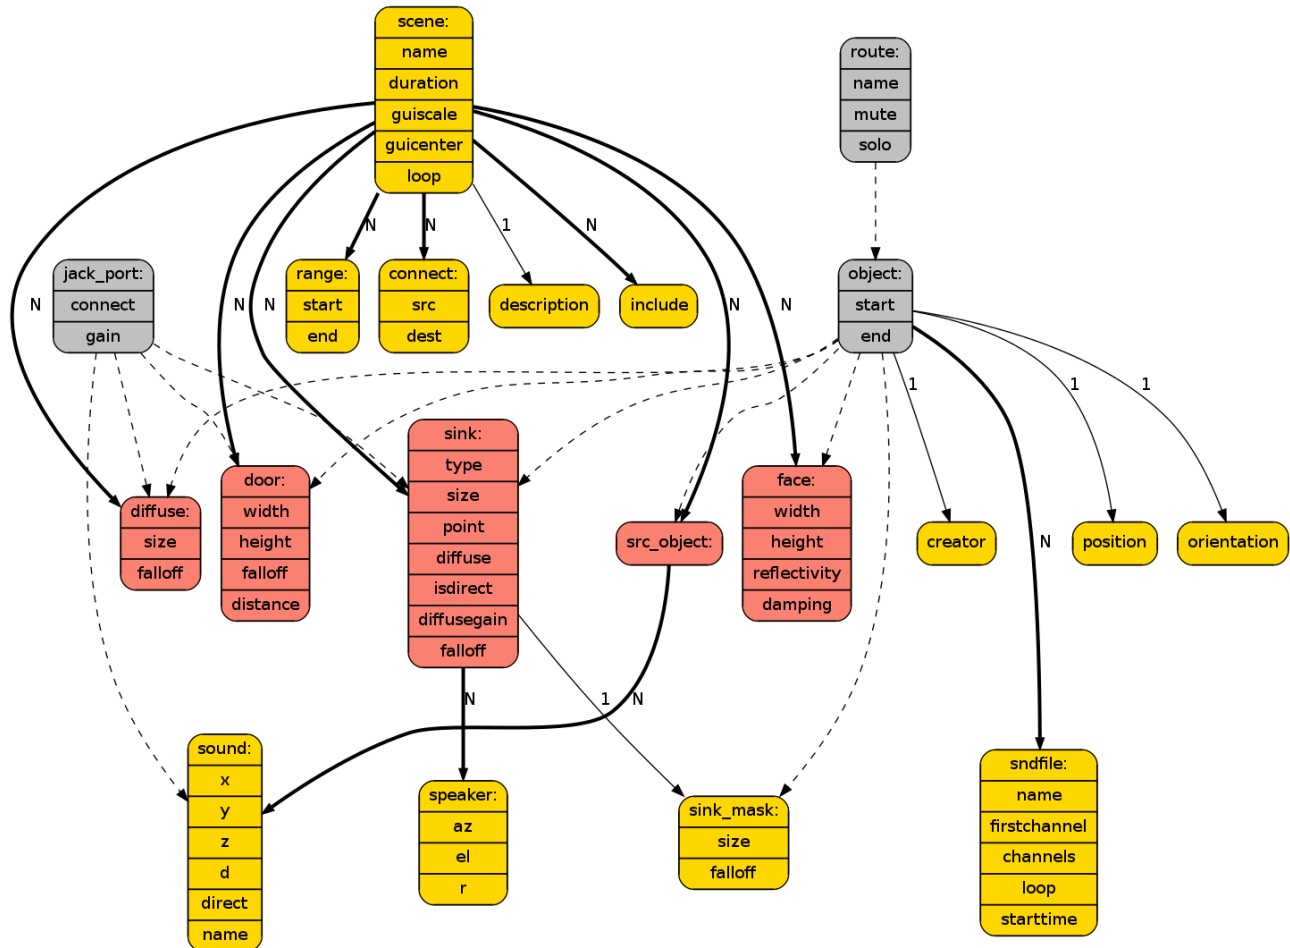 scene:
name
duration
guiscale
guicenter
loop
route:
name
mute
solo
N
N
1
N
jack_port:
connect
gain
range:
start
end
connect:
src
dest
description
include
object:
start
end
N
N
N
N
N
1
1
1
sink:
type
size
point
diffuse
isdirect
diffusegain
falloff
diffuse:
size
falloff
door:
width
height
falloff
distance
src_object:
face:
width
height
reflectivity
damping
creator
position
orientation
N
N
1
N
sound:
x
y
z
d
direct
name
speaker:
az
el
r
sink_mask:
size
falloff
sndfile:
name
firstchannel
channels
loop
starttime